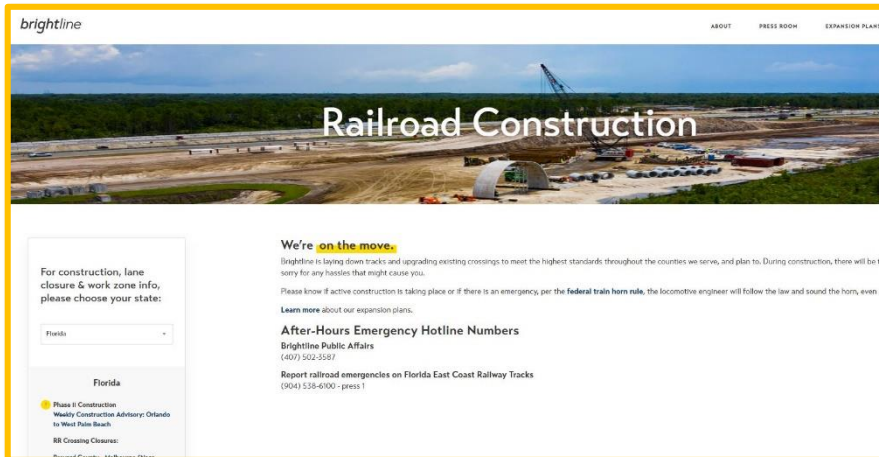 brightline
ABOUT PRESS ROOM EXPANSION PLANS
Railroad Construction
For construction, lane
closure & work zone info,
please choose your state:
Florida
Florida
Phase II Construction
Weekly Construction Advisory: Orlando
to West Palm Beach
RR Crossing Closures:
We're on the move.
Brightline is laying down tracks and upgrading existing crossings to meet the highest standards throughout the counties we serve, and plan to. During construction, there will be
sorry for any hassles that might cause you.
Please know if active construction is taking place or if there is an emergency, per the federal train horn rule, the locomotive engineer will follow the law and sound the horn, even
Learn more about our expansion plans.
After-Hours Emergency Hotline Numbers
Brightline Public Affairs
(407) 502-3587
Report railroad emergencies on Florida East Coast Railway Tracks
(904) 538-6100 - press 1